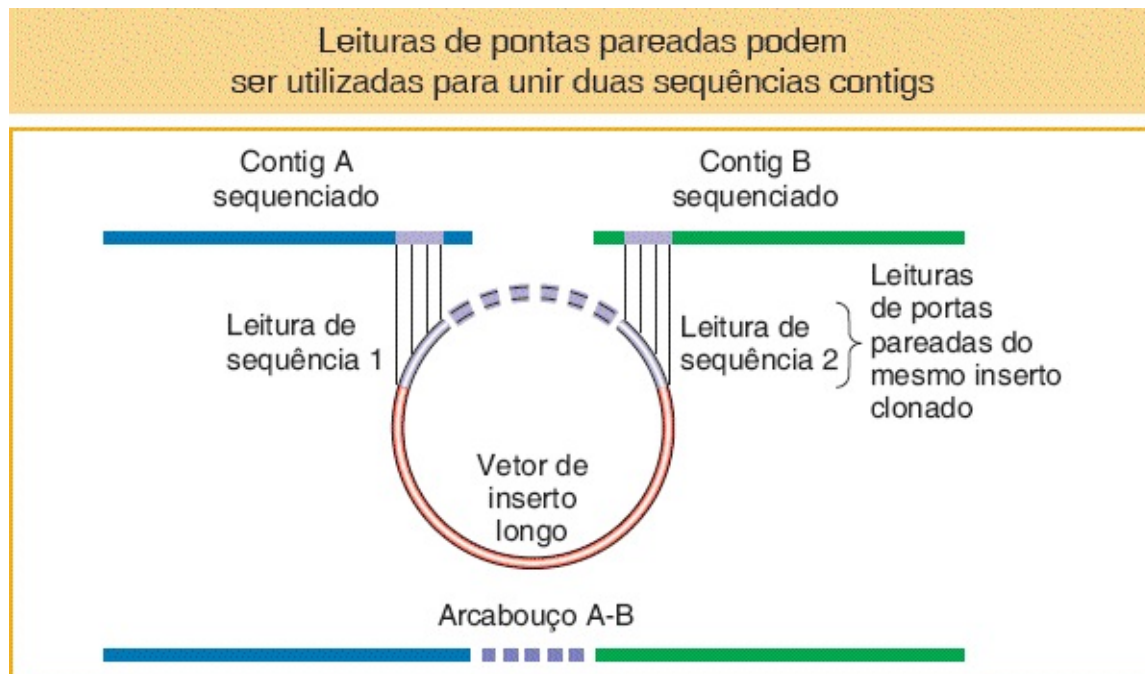 Leituras de pontas pareadas podem
ser utilizadas para unir duas sequências contigs
Contig A
sequenciado
Contig B
sequenciado
Leitura de
sequência 1
Leitura de
sequência 2
Leituras
de portas
pareadas do
mesmo inserto
clonado
Vetor de
inserto
longo
Arcabouço A-B